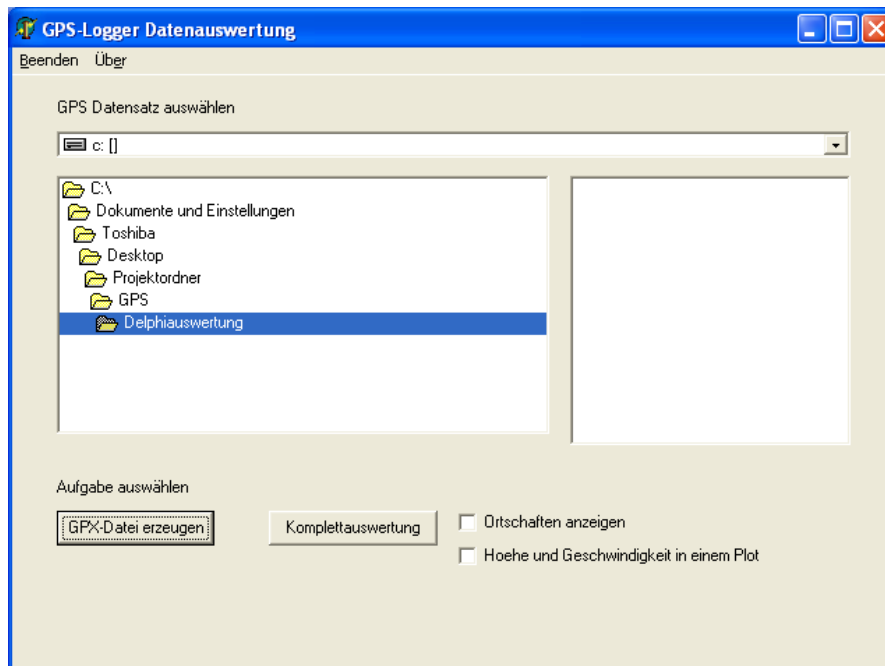 GPS-Logger Datenauswertung
Beenden Über
GPS Datensatz auswählen
c: []
C:\
Dokumente und Einstellungen
Toshiba
Desktop
Projektordner
GPS
Delphiauswertung
Aufgabe auswählen
GPX-Datei erzeugen
Komplettauswertung
Ortschaften anzeigen
Hoehe und Geschwindigkeit in einem Plot